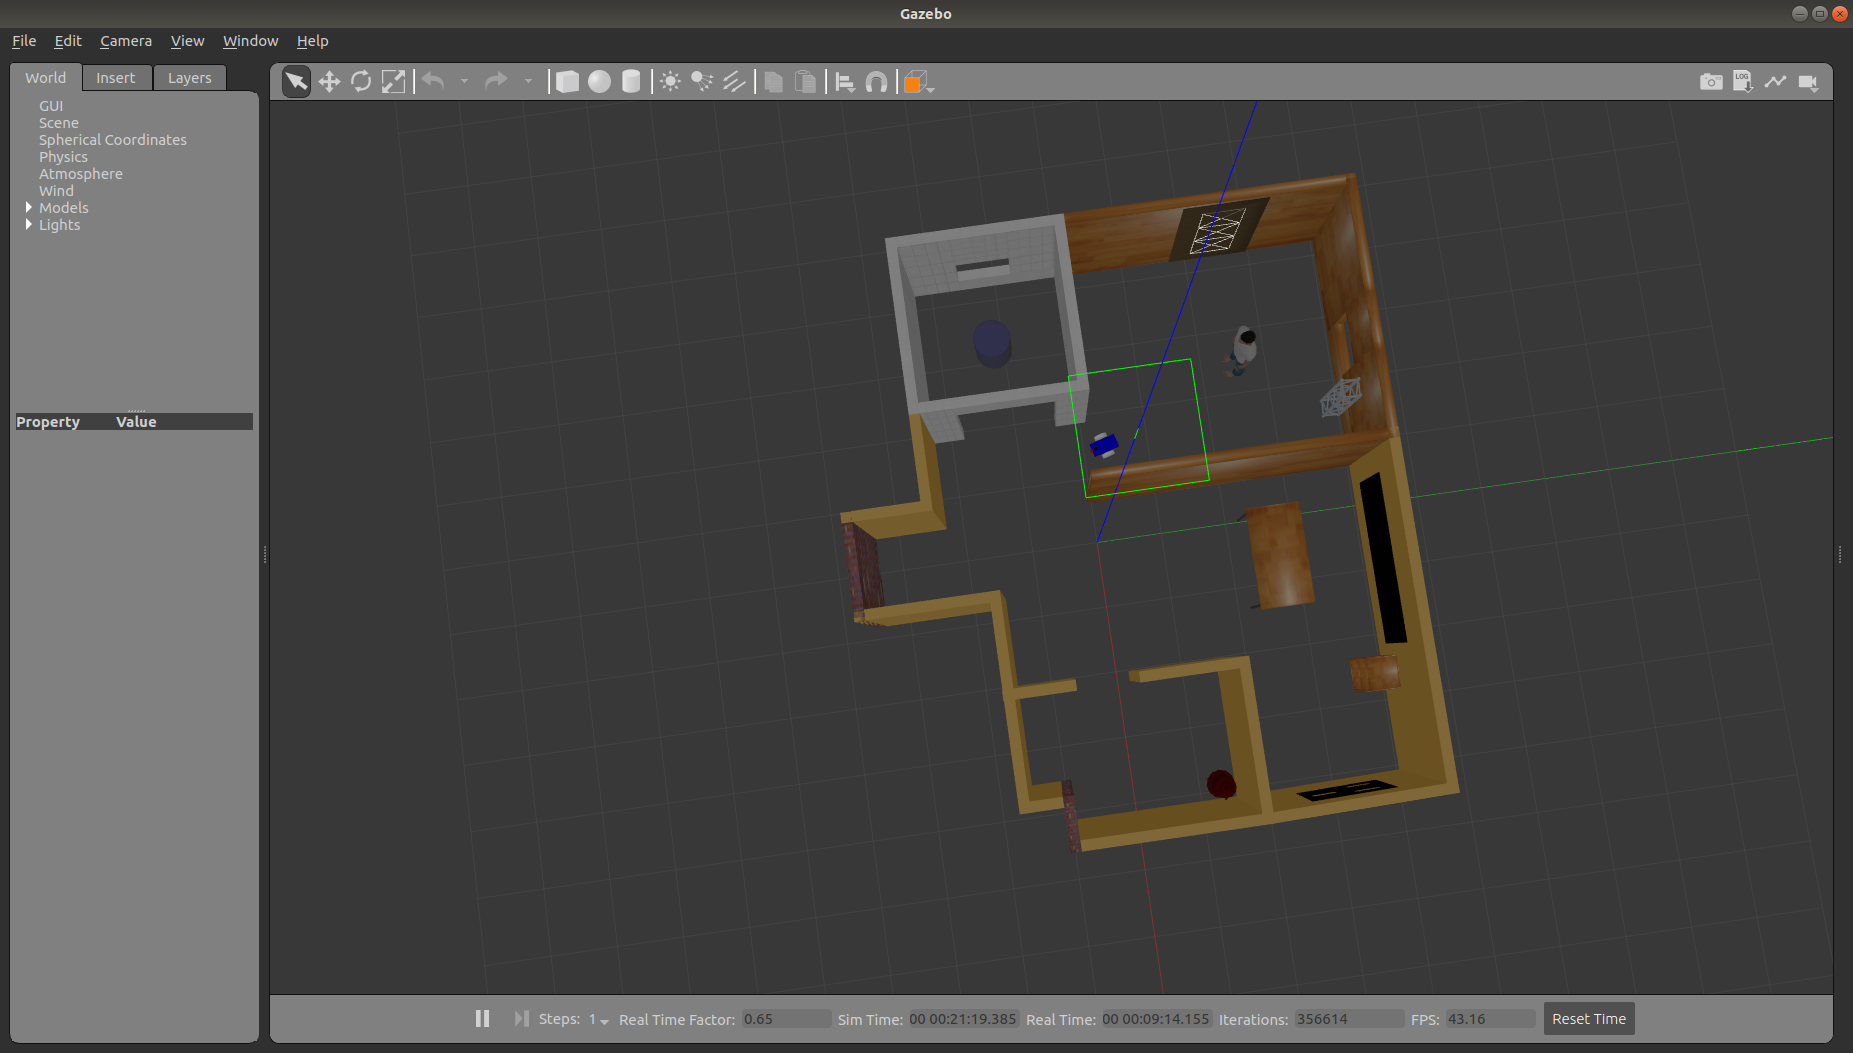 Gazebo
File Edit Camera View Window Help
World Insert Layers
LOG
GUI
Scene
Spherical Coordinates
Physics
Atmosphere
Wind
Models
Lights
Property Value
Steps: 1 Real Time Factor: 0.65 Sim Time: 00 00:21:19.385 Real Time: 00 00:09:14.155 Iterations: 356614 FPS: 43.16 Reset Time